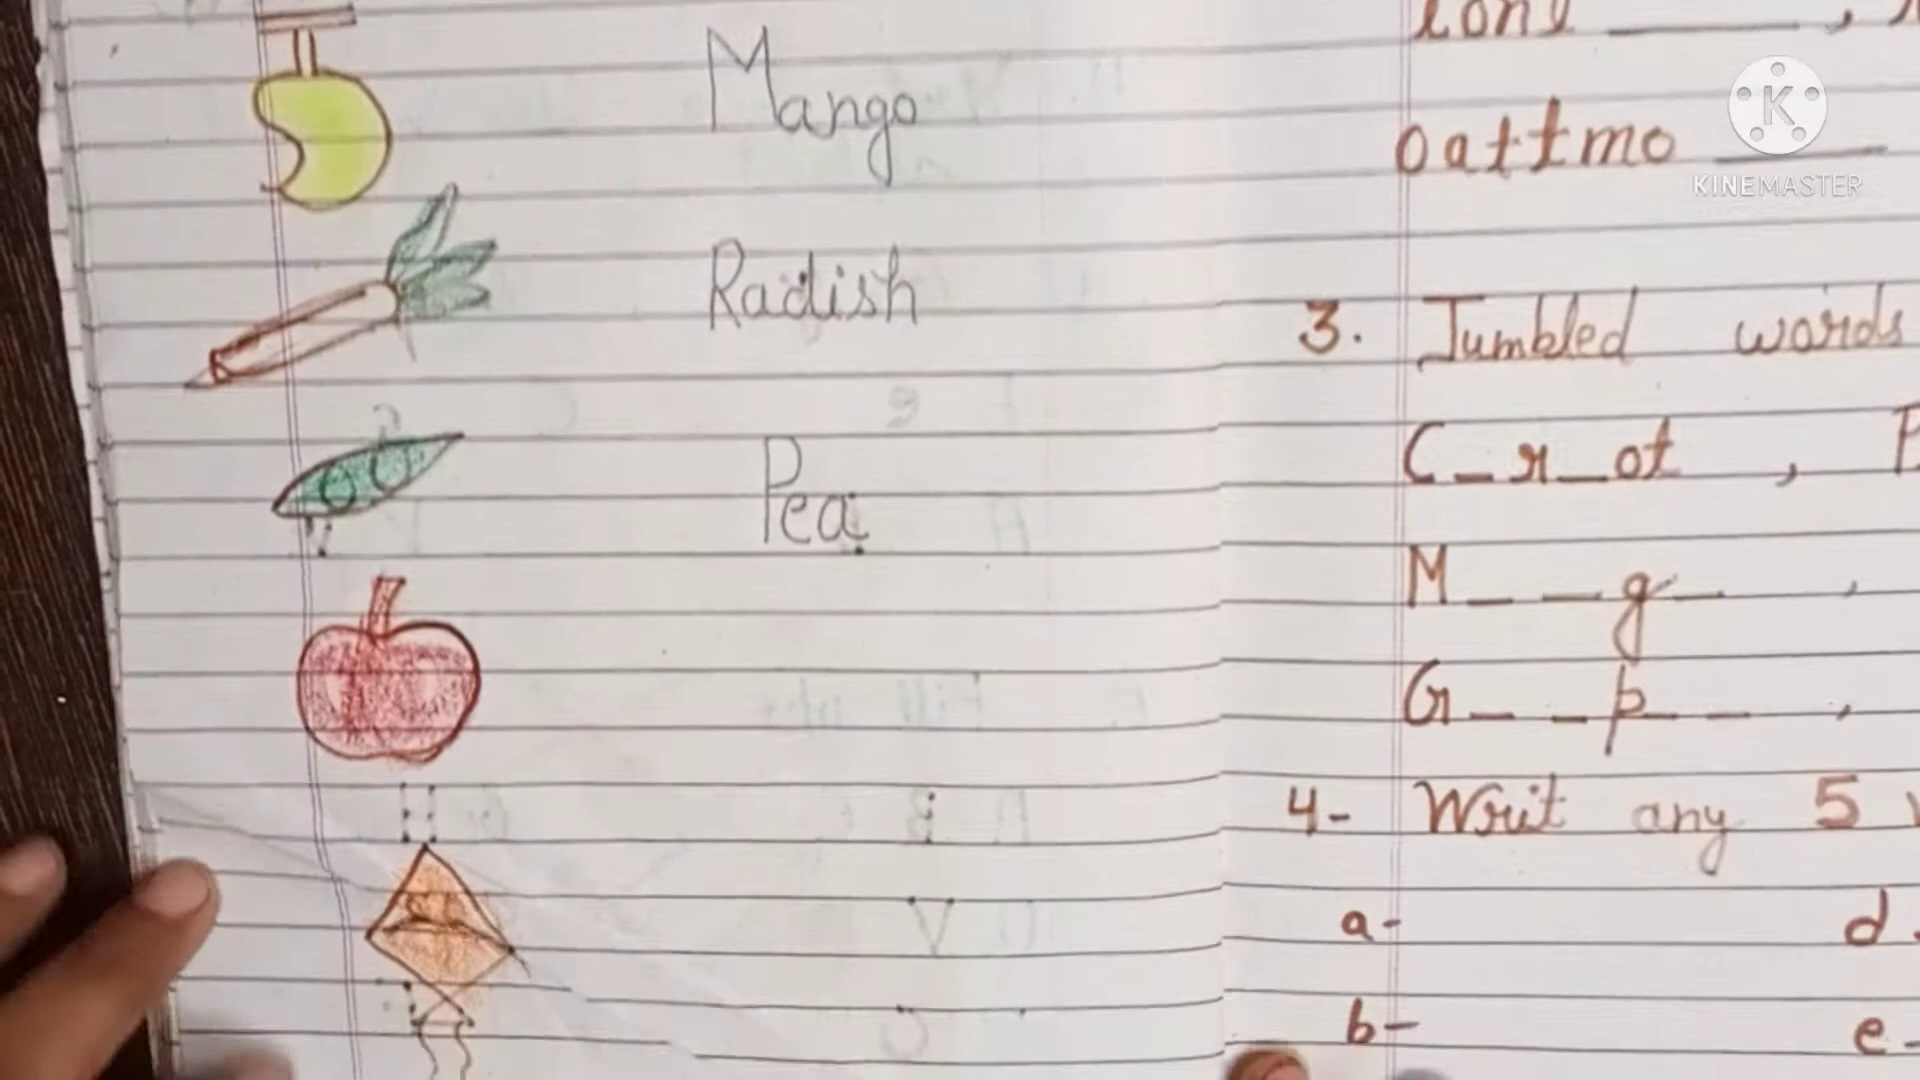 Mango
Radish
Pea
oattmo
KINEMASTER
3. Jumbled words
C_r_ot ,
M_ _g_ ,
G_ _p_ _ ,
4- Writ any 5
a-
d
b-
e-